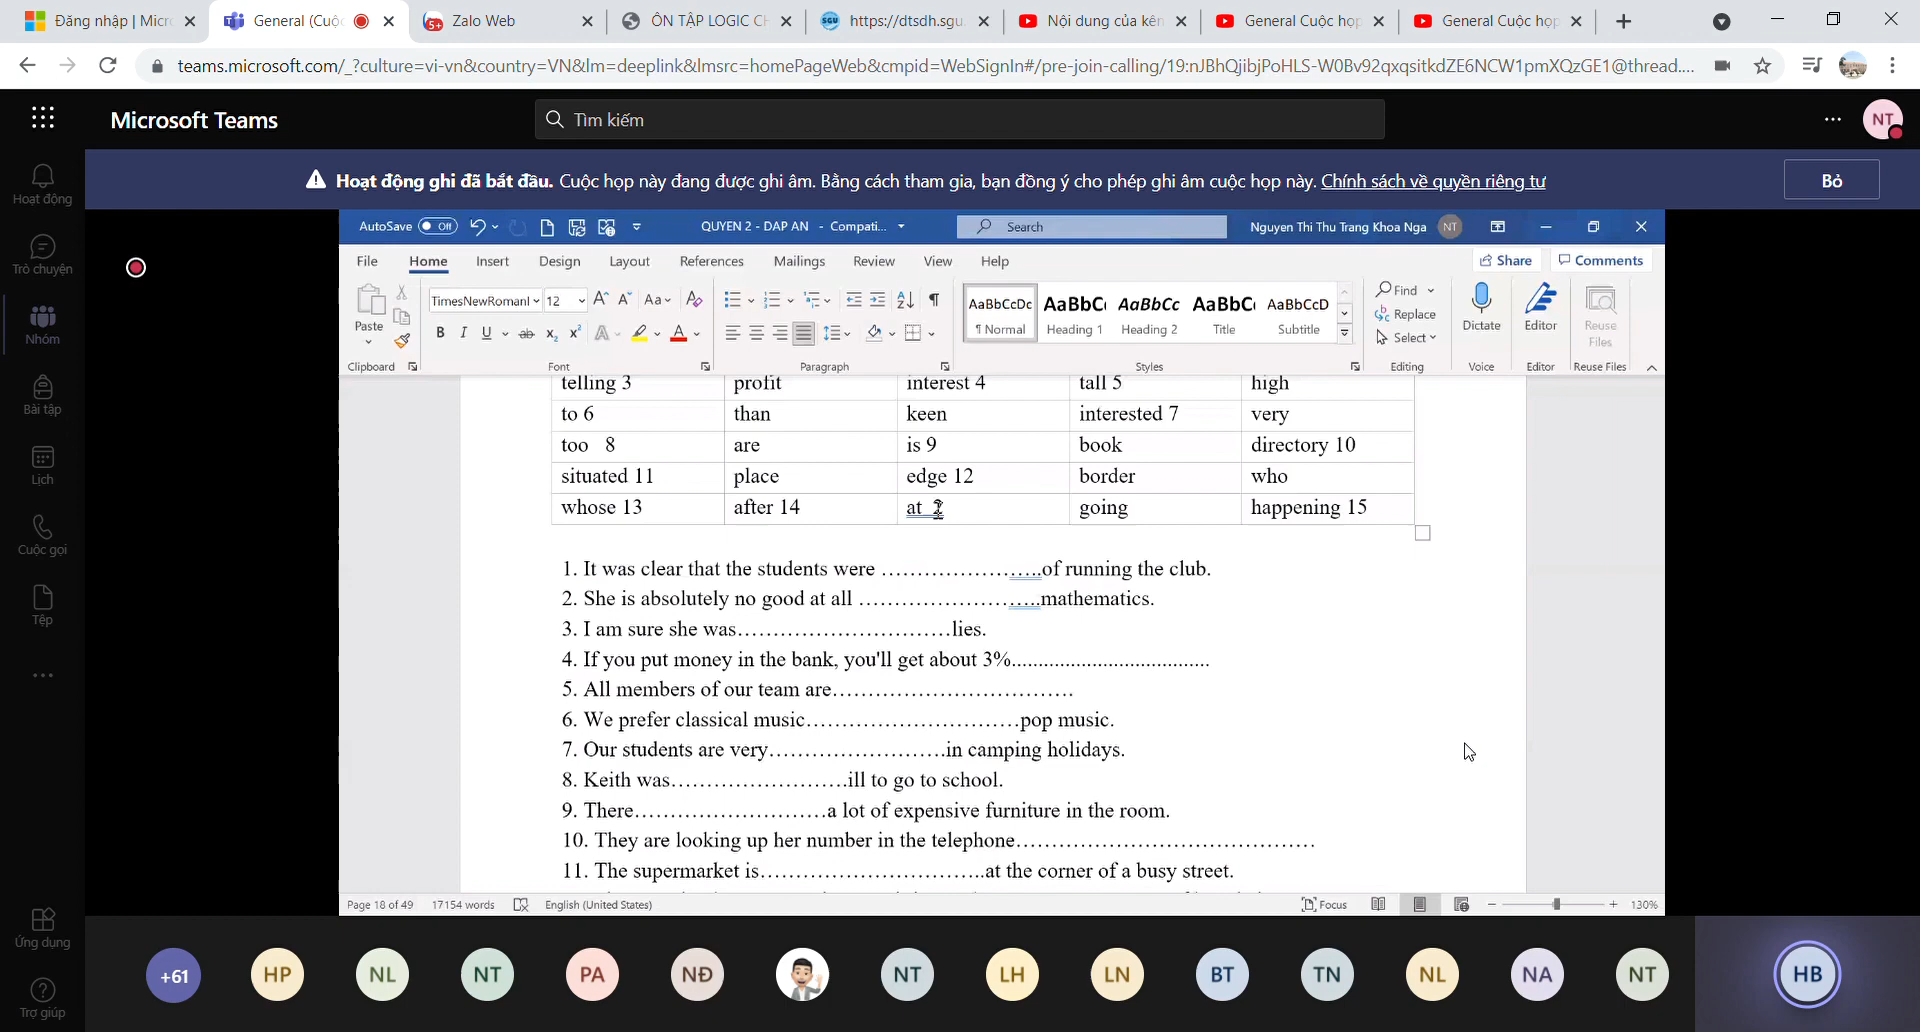 Đăng nhập | Micr
General (Cuộc
Zalo Web
ÔN TẬP LOGIC CH
https://dtsdh.sgu.
Nội dung của kên
General Cuộc họp
General Cuộc họp
teams.microsoft.com/_?culture=vi-vn&country=VN&lm=deeplink&lmsrc=homePageWeb&cmpid=WebSignIn#/pre-join-calling/19:nJBhQjibjPoHLS-W0Bv92qxqsitkdZE6NCW1pmXQzGE1@thread....
Microsoft Teams
Tìm kiếm
NT
Hoạt động ghi đã bắt đầu. Cuộc họp này đang được ghi âm. Bằng cách tham gia, bạn đồng ý cho phép ghi âm cuộc họp này. Chính sách về quyền riêng tư
Bỏ
Hoạt động
Trò chuyện
Nhóm
Bài tập
Lịch
Cuộc gọi
Tệp
Ứng dụng
Trợ giúp
AutoSave Off
QUYEN 2 - DAP AN - Compati...
Search
Nguyen Thi Thu Trang Khoa Nga NT
File Home Insert Design Layout References Mailings Review View Help
Share Comments
TimesNewRomanI 12
Paste
Clipboard
Font
Paragraph
AaBbCcDc AaBbC AaBbCc AaBbC AaBbCcD
¶ Normal Heading 1 Heading 2 Title Subtitle
Styles
Find
Replace
Select
Editing
Dictate
Voice
Editor
Editor
Reuse
Files
Reuse Files
telling 3 profit interest 4 tall 5 high
to 6 than keen interested 7 very
too 8 are is 9 book directory 10
situated 11 place edge 12 border who
whose 13 after 14 at 2 going happening 15
1. It was clear that the students were …………………..of running the club.
2. She is absolutely no good at all ……………………..mathematics.
3. I am sure she was…………………………lies.
4. If you put money in the bank, you'll get about 3%.....................................
5. All members of our team are…………………………….
6. We prefer classical music…………………………pop music.
7. Our students are very…………………….in camping holidays.
8. Keith was…………………….ill to go to school.
9. There………………………a lot of expensive furniture in the room.
10. They are looking up her number in the telephone……………………………………
11. The supermarket is…………………………..at the corner of a busy street.
Page 18 of 49 17154 words English (United States)
Focus
130%
+61 HP NL NT PA NĐ NT LH LN BT TN NL NA NT HB